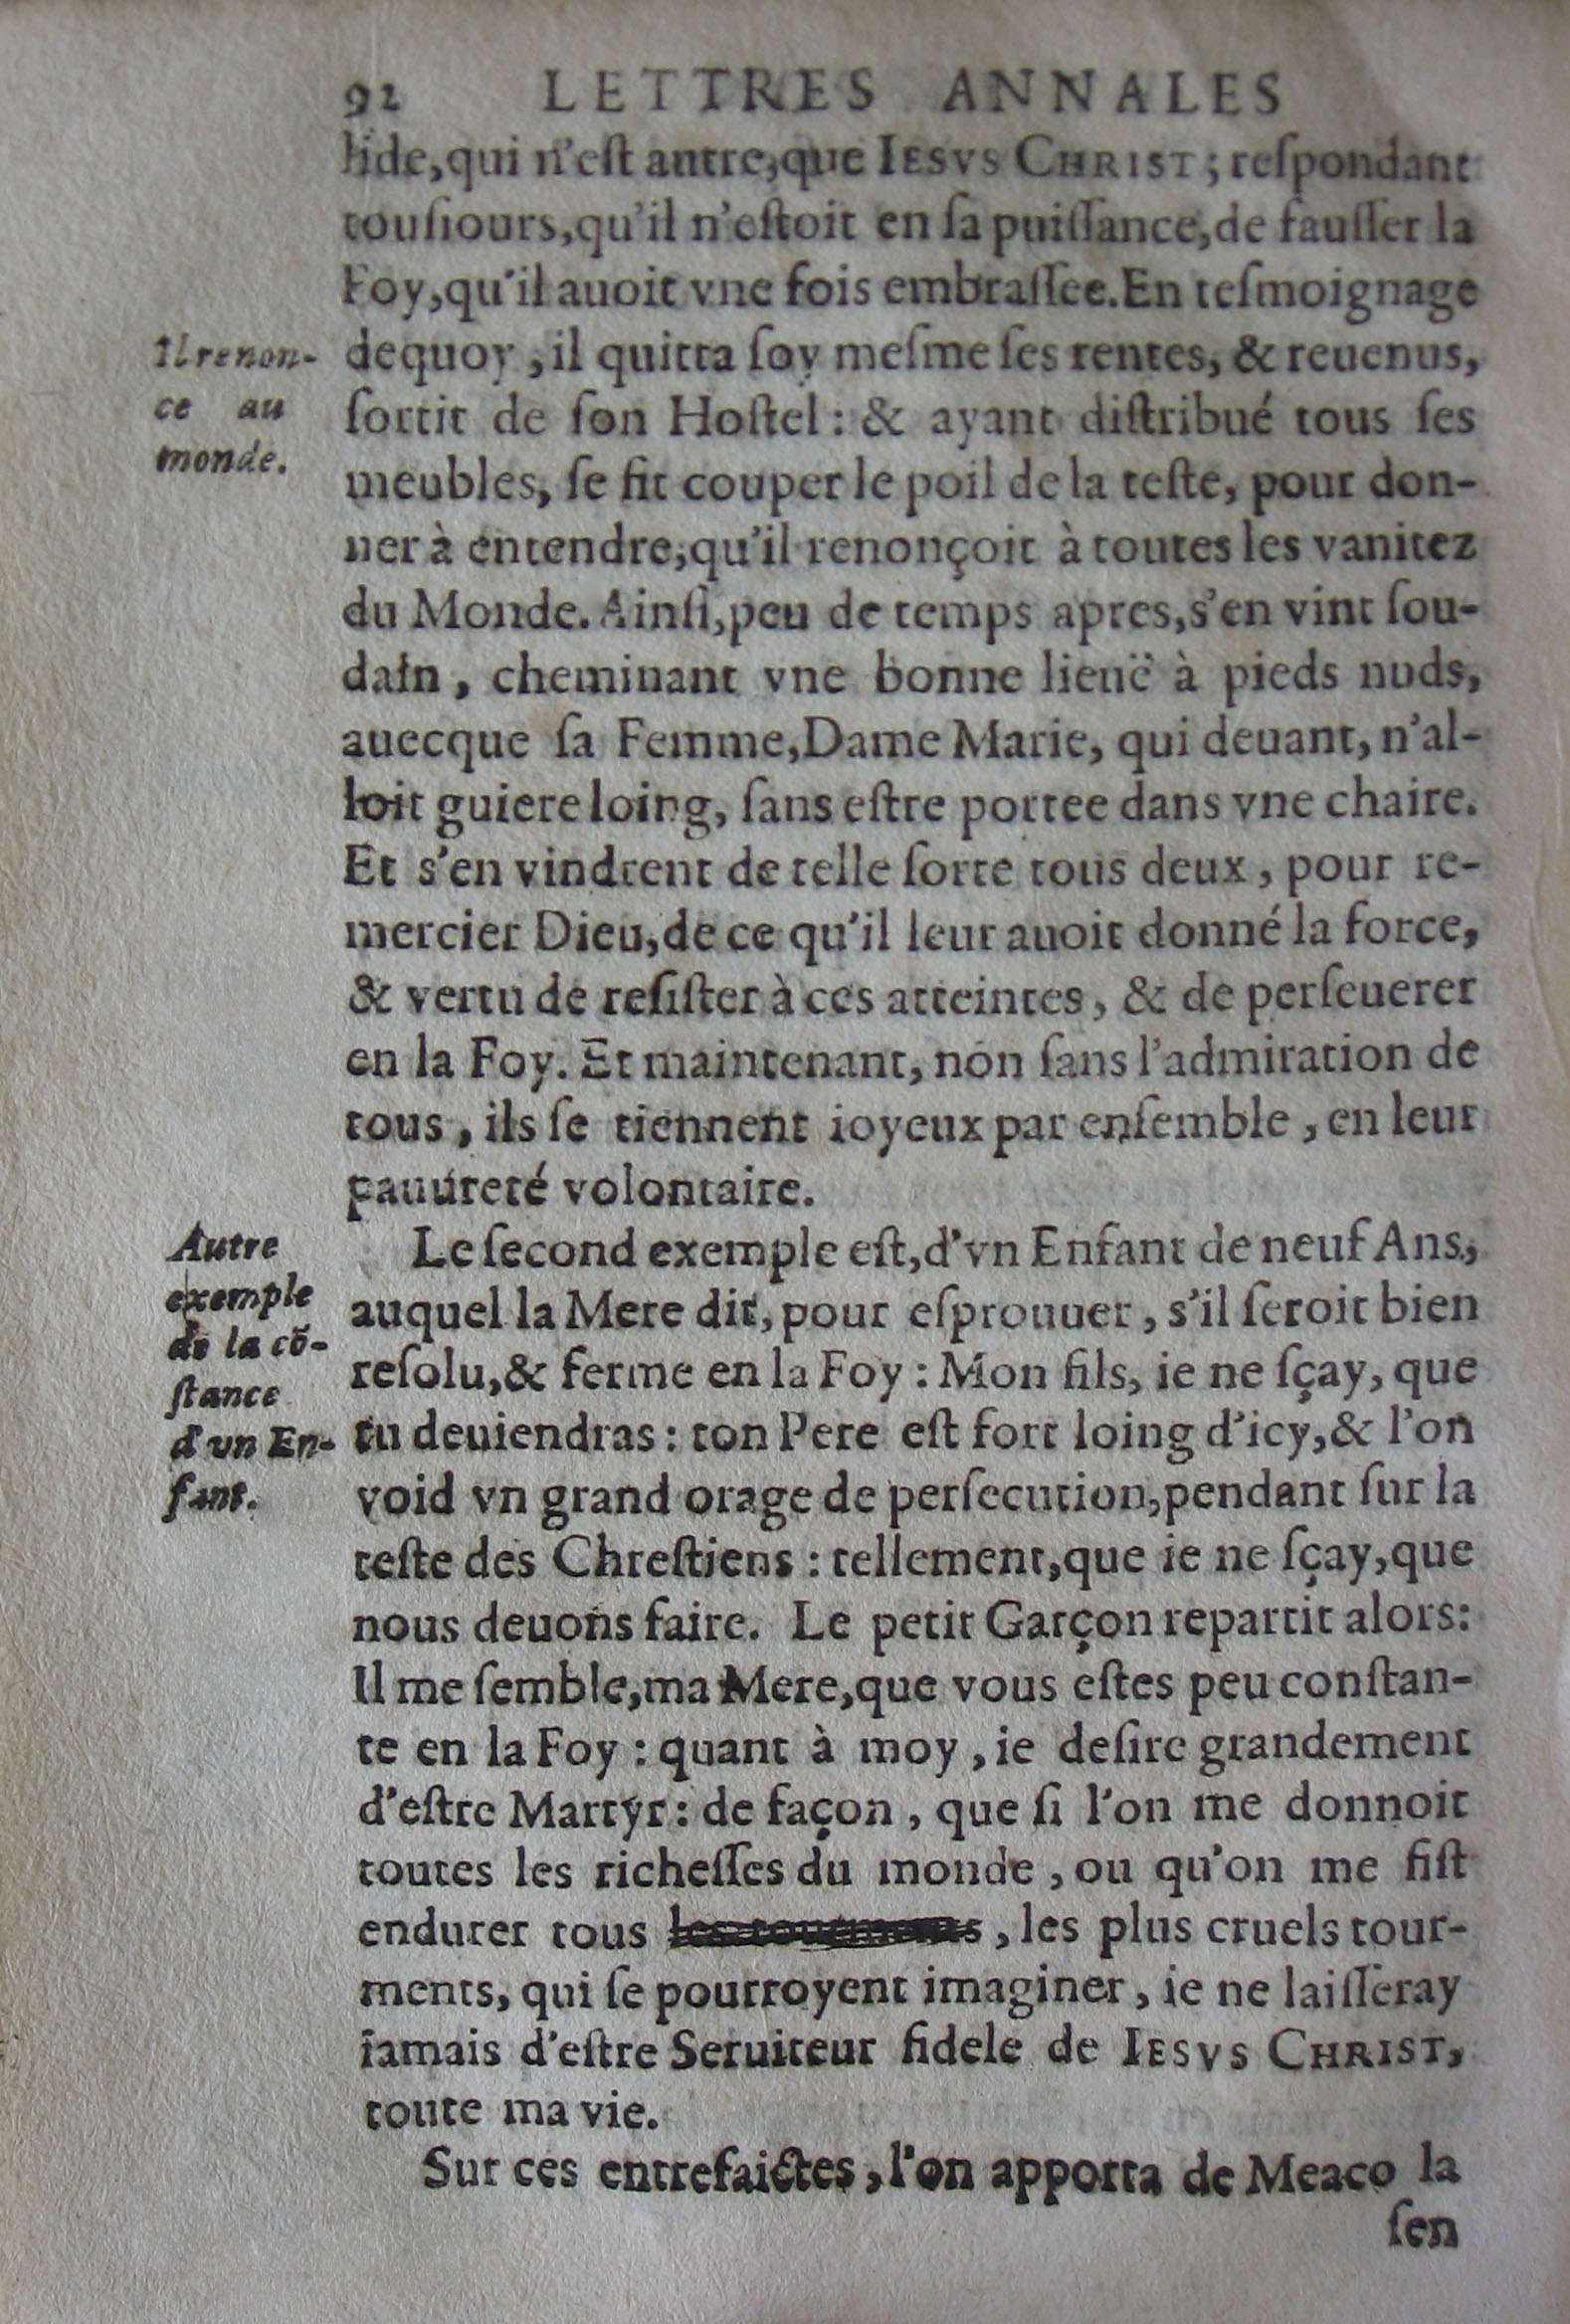 92 LETTRES ANNALES
lide, qui n'eſt autre, que IESVS CHRIST; reſpondant
touſiours, qu'il n'eſtoit en ſa puiſſance, de fauſſer la
Foy, qu'il auoit vne fois embraſſee. En teſmoignage
dequoy, il quitta ſoy meſme ſes rentes, & reuenus,
ſortit de ſon Hoſtel: & ayant diſtribué tous ſes
meubles, ſe fit couper le poil de la teſte, pour don-
ner à entendre, qu'il renonçoit à toutes les vanitez
du Monde. Ainſi, peu de temps apres, s'en vint ſou-
dain, cheminant vne bonne lieuë à pieds nuds,
auecque ſa Femme, Dame Marie, qui deuant, n'al-
loit guiere loing, ſans eſtre portee dans vne chaire.
Et s'en vindrent de telle ſorte tous deux, pour re-
mercier Dieu, de ce qu'il leur auoit donné la force,
& vertu de reſiſter à ces atteintes, & de perſeuerer
en la Foy. Et maintenant, non ſans l'admiration de
tous, ils ſe tiennent ioyeux par enſemble, en leur
pauureté volontaire.
Il renon-
ce au
monde.
Le ſecond exemple eſt, d'vn Enfant de neuf Ans,
auquel la Mere dit, pour eſprouuer, s'il ſeroit bien
reſolu, & ferme en la Foy: Mon fils, ie ne ſçay, que
tu deuiendras: ton Pere eſt fort loing d'icy, & l'on
void vn grand orage de perſecution, pendant ſur la
teſte des Chreſtiens: tellement, que ie ne ſçay, que
nous deuons faire. Le petit Garçon repartit alors:
Il me ſemble, ma Mere, que vous eſtes peu conſtan-
te en la Foy: quant à moy, ie deſire grandement
d'eſtre Martyr: de façon, que ſi l'on me donnoit
toutes les richeſſes du monde, ou qu'on me fiſt
endurer tous les tourments, les plus cruels tour-
ments, qui ſe pourroyent imaginer, ie ne laiſſeray
iamais d'eſtre Seruiteur fidele de IESVS CHRIST,
toute ma vie.
Autre
exemple
de la cõ-
ſtance
d'vn En-
fant.
Sur ces entrefaictes, l'on apporta de Meaco la
ſen